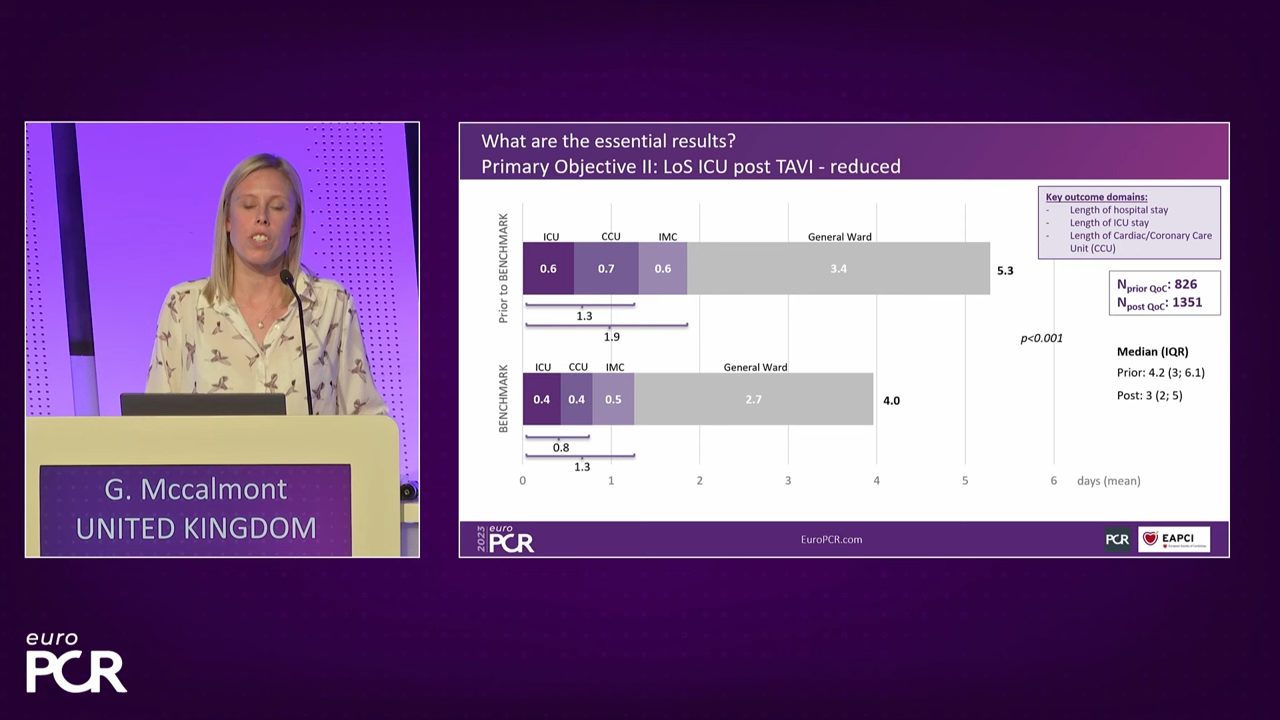 G. Mccalmont
UNITED KINGDOM
euro
PCR
What are the essential results?
Primary Objective II: LoS ICU post TAVI - reduced
Key outcome domains:
- Length of hospital stay
- Length of ICU stay
- Length of Cardiac/Coronary Care
Unit (CCU)
Prior to BENCHMARK
ICU CCU IMC General Ward
0.6 0.7 0.6 3.4 5.3
1.3
1.9
Nprior QoC: 826
Npost QoC: 1351
p<0.001
Median (IQR)
Prior: 4.2 (3; 6.1)
Post: 3 (2; 5)
BENCHMARK
ICU CCU IMC General Ward
0.4 0.4 0.5 2.7 4.0
0.8
1.3
0 1 2 3 4 5 6 days (mean)
2023 euro
PCR
EuroPCR.com
PCR
EAPCI